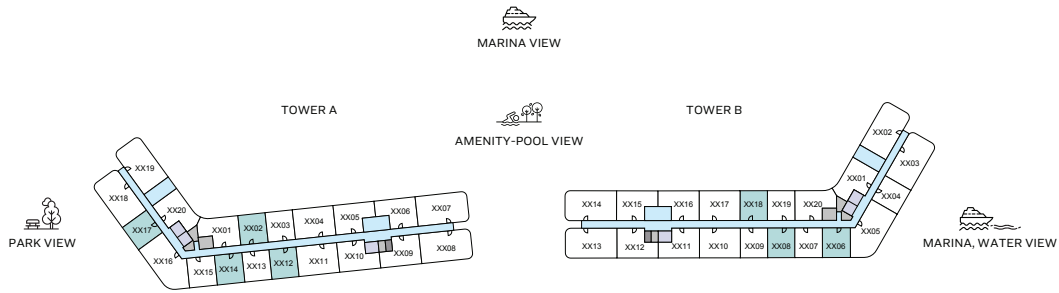 MARINA VIEW
TOWER A
TOWER B
AMENITY-POOL VIEW
PARK VIEW
MARINA, WATER VIEW
XX19
XX18
XX20
XX17
XX16
XX15
XX01
XX02
XX03
XX04
XX05
XX06
XX07
XX14
XX13
XX12
XX11
XX10
XX09
XX08
XX14
XX15
XX16
XX17
XX18
XX19
XX20
XX01
XX02
XX03
XX04
XX05
XX13
XX12
XX11
XX10
XX09
XX08
XX07
XX06